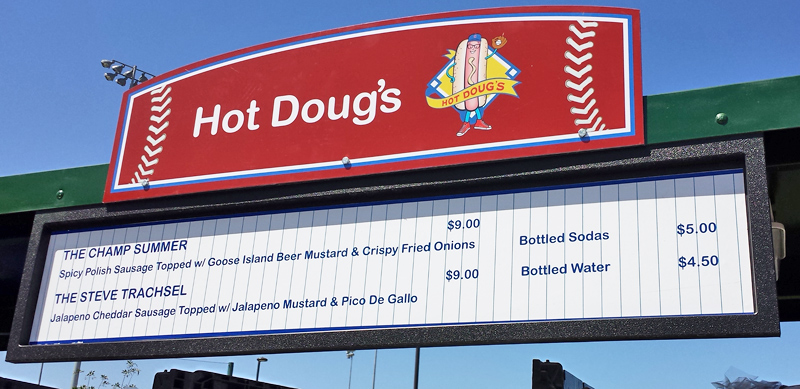 Hot Doug's
HOT DOUG'S
THE CHAMP SUMMER $9.00
Spicy Polish Sausage Topped w/ Goose Island Beer Mustard & Crispy Fried Onions
THE STEVE TRACHSEL $9.00
Jalapeno Cheddar Sausage Topped w/ Jalapeno Mustard & Pico De Gallo
Bottled Sodas $5.00
Bottled Water $4.50